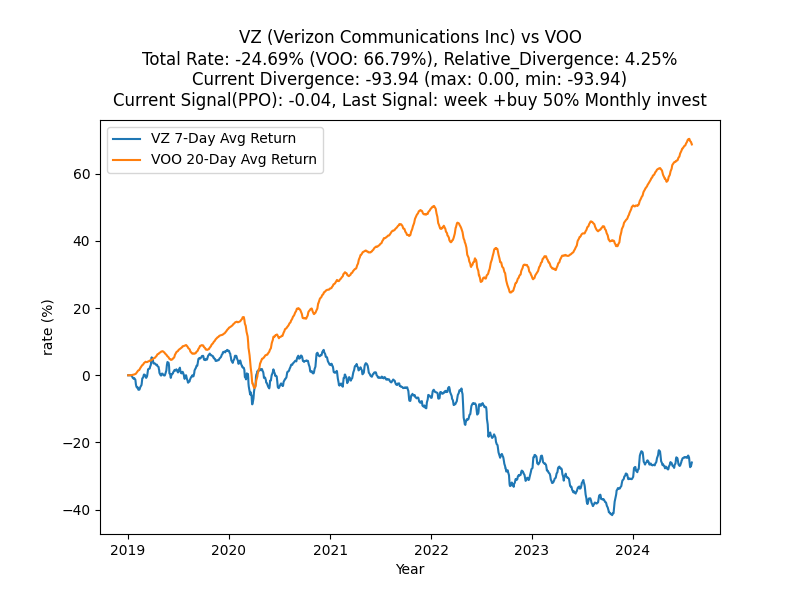 VZ (Verizon Communications Inc) vs VOO
Total Rate: -24.69% (VOO: 66.79%), Relative_Divergence: 4.25%
Current Divergence: -93.94 (max: 0.00, min: -93.94)
Current Signal(PPO): -0.04, Last Signal: week +buy 50% Monthly invest
VZ 7-Day Avg Return
VOO 20-Day Avg Return
rate (%)
60
40
20
0
−20
−40
2019
2020
2021
2022
2023
2024
Year